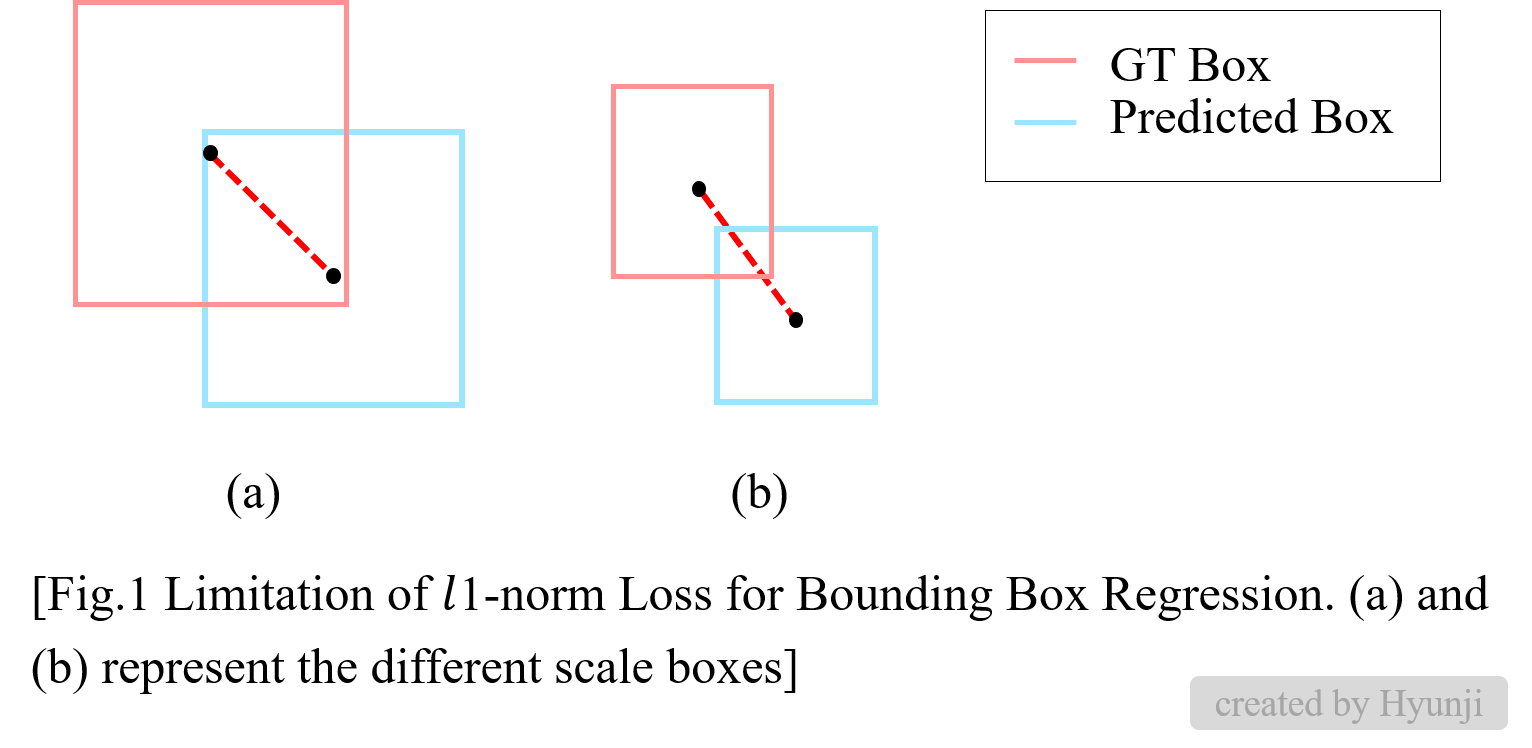 GT Box
Predicted Box
(a)
(b)
[Fig.1 Limitation of l1-norm Loss for Bounding Box Regression. (a) and
(b) represent the different scale boxes]
created by Hyunji